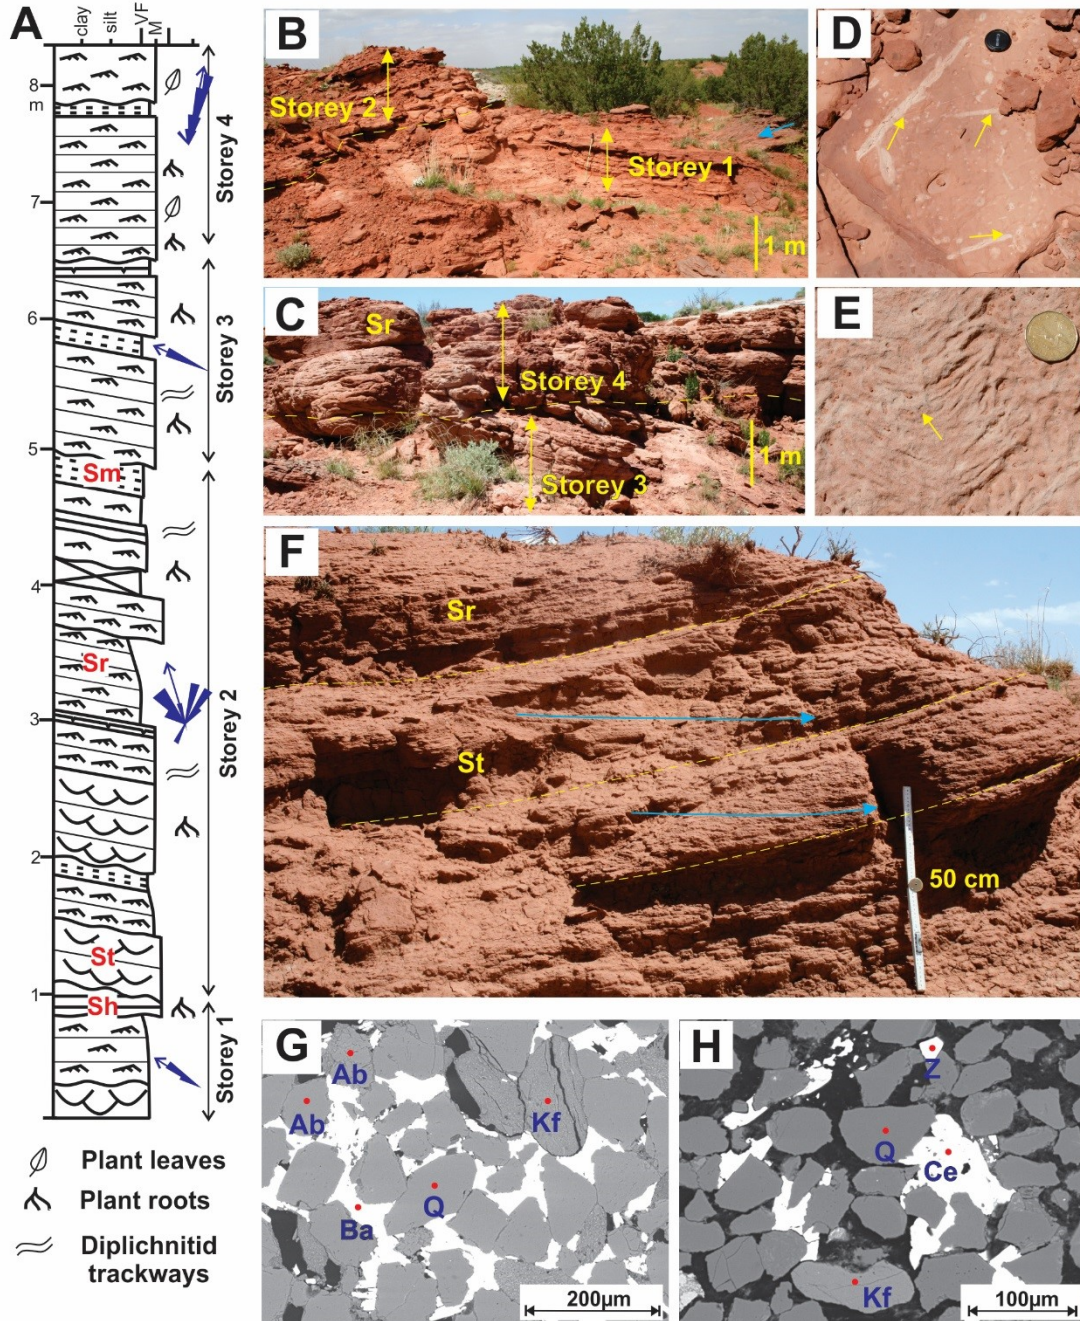 A
clay
silt
VF
M
8
m
7
6
5
4
3
2
1
Sm
Sr
St
Sh
Storey 4
Storey 3
Storey 2
Storey 1
Plant leaves
Plant roots
Diplichnitid
trackways
B
Storey 2
Storey 1
1 m
C
Sr
Storey 4
Storey 3
1 m
D
E
F
Sr
St
50 cm
G
Ab
Ab
Kf
Q
Ba
200µm
H
Z
Q
Ce
Kf
100µm